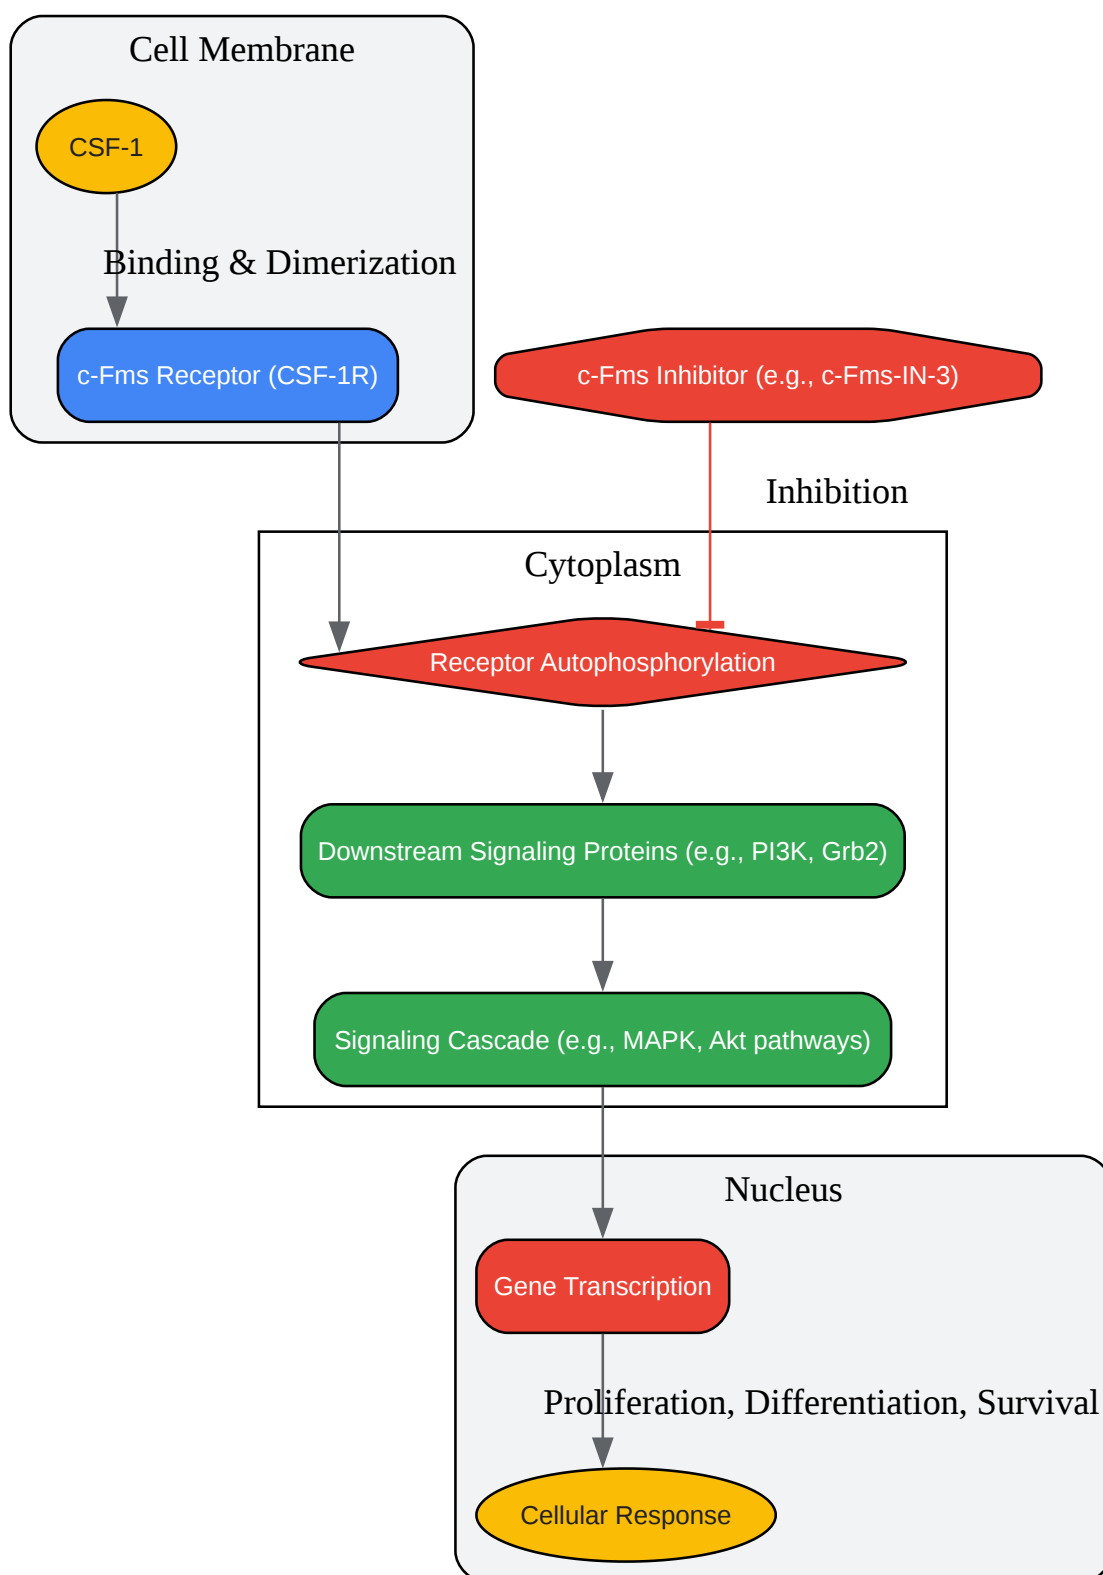 Cell Membrane
CSF-1
Binding & Dimerization
c-Fms Receptor (CSF-1R)
c-Fms Inhibitor (e.g., c-Fms-IN-3)
Inhibition
Cytoplasm
Receptor Autophosphorylation
Downstream Signaling Proteins (e.g., PI3K, Grb2)
Signaling Cascade (e.g., MAPK, Akt pathways)
Nucleus
Gene Transcription
Proliferation, Differentiation, Survival
Cellular Response